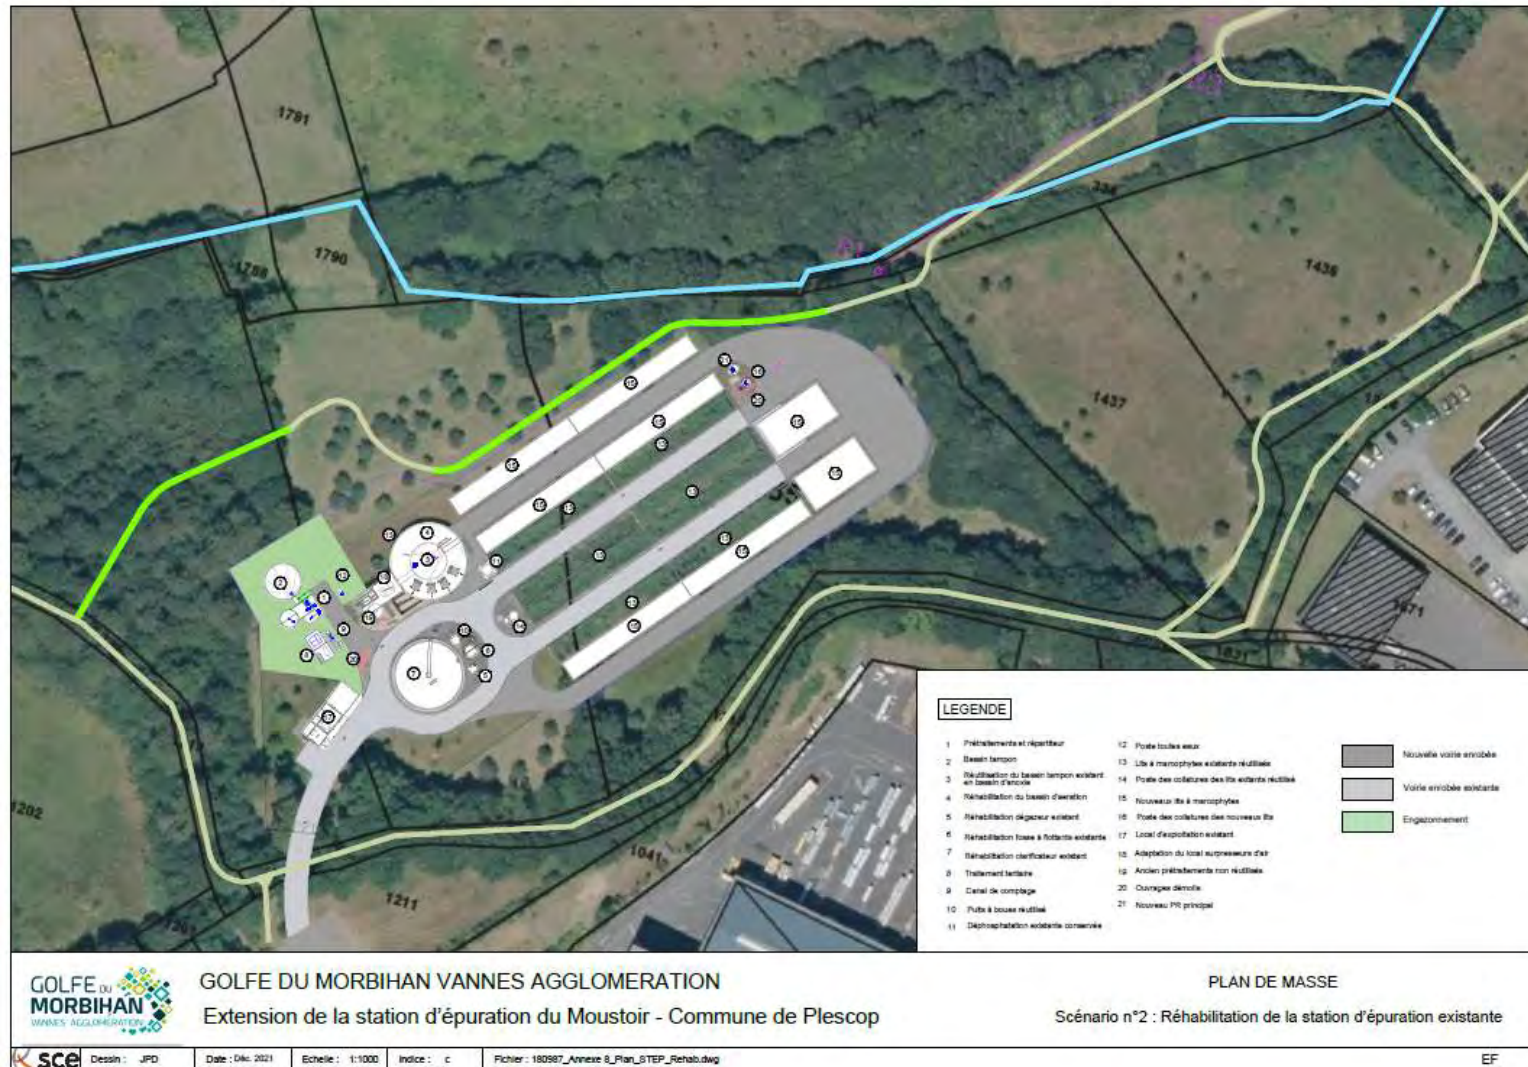 1791
1790
1788
334
1436
1437
1671
1031
1041
1202
1211
1201
LEGENDE
1 Prétraitements et répartiteur
2 Bassin tampon
3 Réutilisation du bassin tampon existant
en bassin d'anoxie
4 Réhabilitation du bassin d'aeration
5 Réhabilitation dégazeur existant
6 Réhabilitation fosse à flottants existante
7 Réhabilitation clarificateur existant
8 Traitement tertiaire
9 Canal de comptage
10 Puits à boues réutilisé
11 Déphosphatation existante conservée
12 Poste toutes eaux
13 Lits à macrophytes existants réutilisés
14 Poste des collatures des lits existants réutilisé
15 Nouveaux lits à macrophytes
16 Poste des collatures des nouveaux lits
17 Local d'exploitation existant
18 Adaptation du local surpresseurs d'air
19 Ancien prétraitements non réutilisés
20 Ouvrages démolis
21 Nouveau PR principal
Nouvelle voirie enrobée
Voirie enrobée existante
Engazonnement
GOLFE DU
MORBIHAN
VANNES AGGLOMÉRATION
GOLFE DU MORBIHAN VANNES AGGLOMERATION
Extension de la station d'épuration du Moustoir - Commune de Plescop
PLAN DE MASSE
Scénario n°2 : Réhabilitation de la station d'épuration existante
sce
Dessin : JPD
Date : Déc. 2021
Echelle : 1:1000
Indice : c
Fichier : 180987_Annexe 8_Plan_STEP_Rehab.dwg
EF